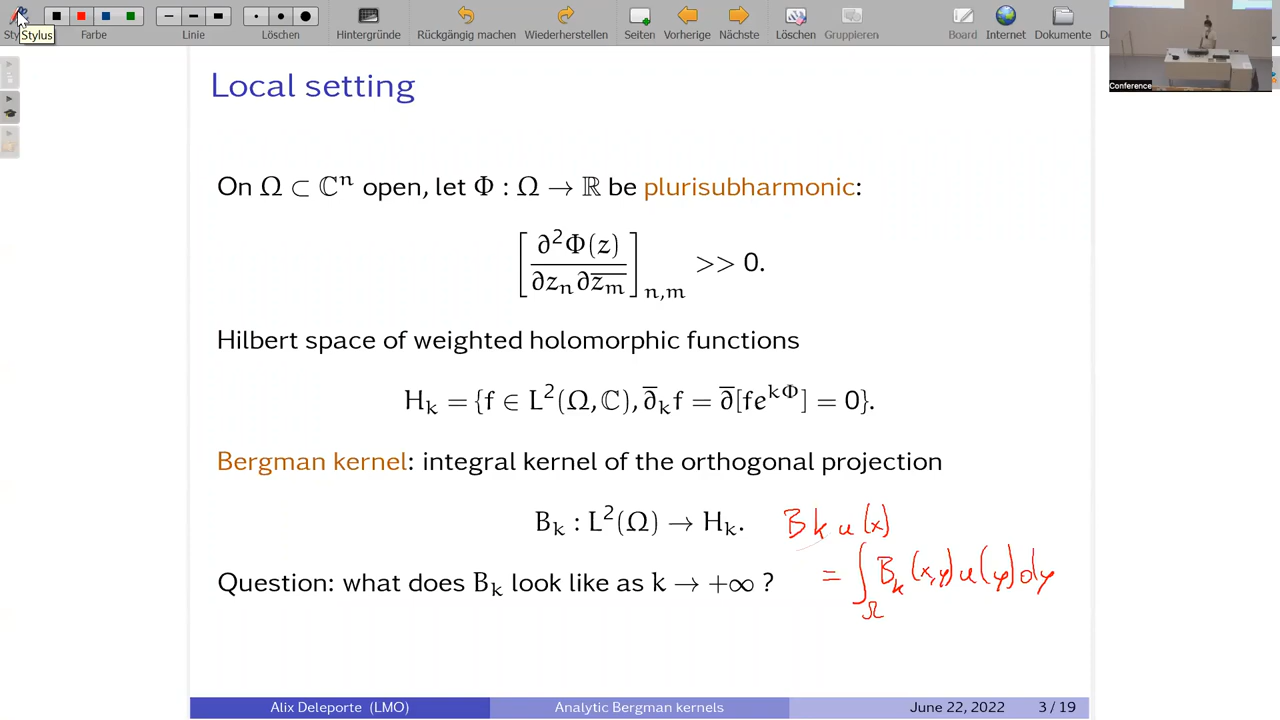 Stylus
Farbe
Linie
Löschen
Hintergründe
Rückgängig machen
Wiederherstellen
Seiten
Vorherige
Nächste
Löschen
Gruppieren
Board
Internet
Dokumente
Conference
Local setting
On Ω ⊂ ℂⁿ open, let Φ : Ω → ℝ be plurisubharmonic:
[∂²Φ(z) / ∂zₙ∂z̅ₘ]ₙ,ₘ >> 0.
Hilbert space of weighted holomorphic functions
Hₖ = {f ∈ L²(Ω, ℂ), ∂̅ₖf = ∂̅[fe^{kΦ}] = 0}.
Bergman kernel: integral kernel of the orthogonal projection
Bₖ : L²(Ω) → Hₖ. Bk u(x)
Question: what does Bₖ look like as k → +∞ ? = ∫_Ω Bₖ(x,y)u(y)dy
Alix Deleporte (LMO) Analytic Bergman kernels June 22, 2022 3 / 19